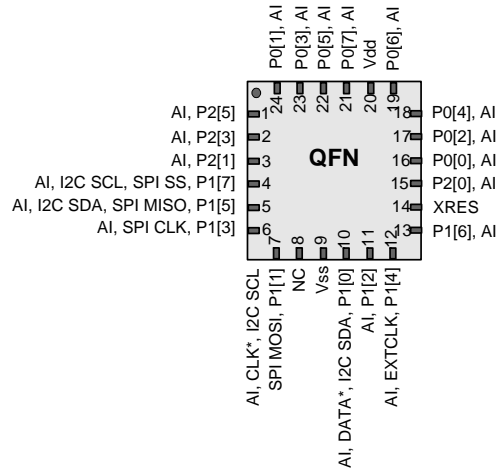 P0[1], AI
P0[3], AI
P0[5], AI
P0[7], AI
Vdd
P0[6], AI
24
23
22
21
20
19
AI, P2[5]
1
18
P0[4], AI
AI, P2[3]
2
17
P0[2], AI
AI, P2[1]
3
QFN
16
P0[0], AI
AI, I2C SCL, SPI SS, P1[7]
4
15
P2[0], AI
AI, I2C SDA, SPI MISO, P1[5]
5
14
XRES
AI, SPI CLK, P1[3]
6
13
P1[6], AI
7
8
9
10
11
12
AI, CLK*, I2C SCL
SPI MOSI, P1[1]
NC
Vss
AI, DATA*, I2C SDA, P1[0]
AI, P1[2]
AI, EXTCLK, P1[4]